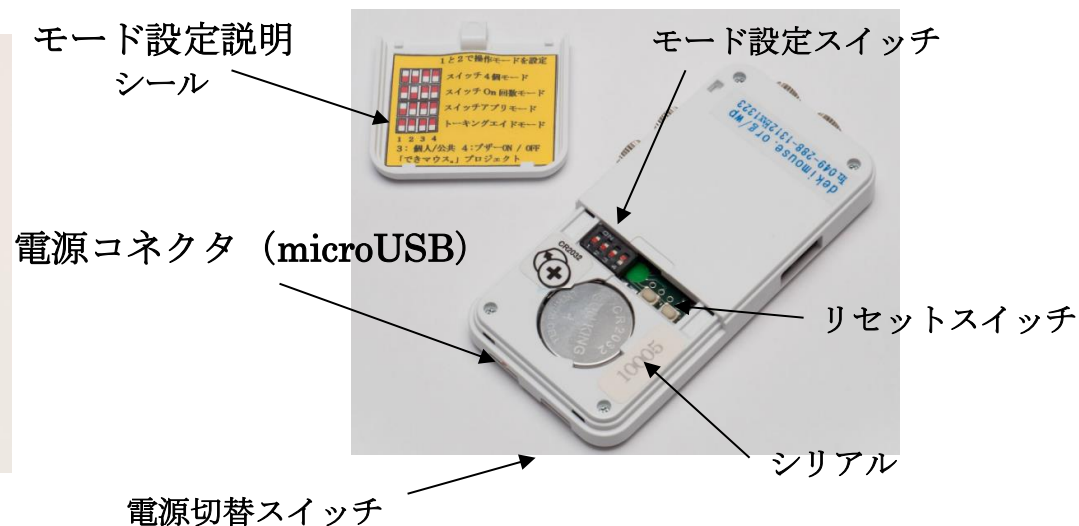 モード設定説明
シール
モード設定スイッチ
1と2で操作モードを設定
スイッチ4個モード
スイッチOn回数モード
スイッチアプリモード
トーキングエイドモード
1 2 3 4
3：個人/公共 4：ブザーON / OFF
「できマウス。」プロジェクト
dekimouse.org/wp
電源コネクタ（microUSB）
ON
CR2032
+
CR2032
10005
リセットスイッチ
シリアル
電源切替スイッチ